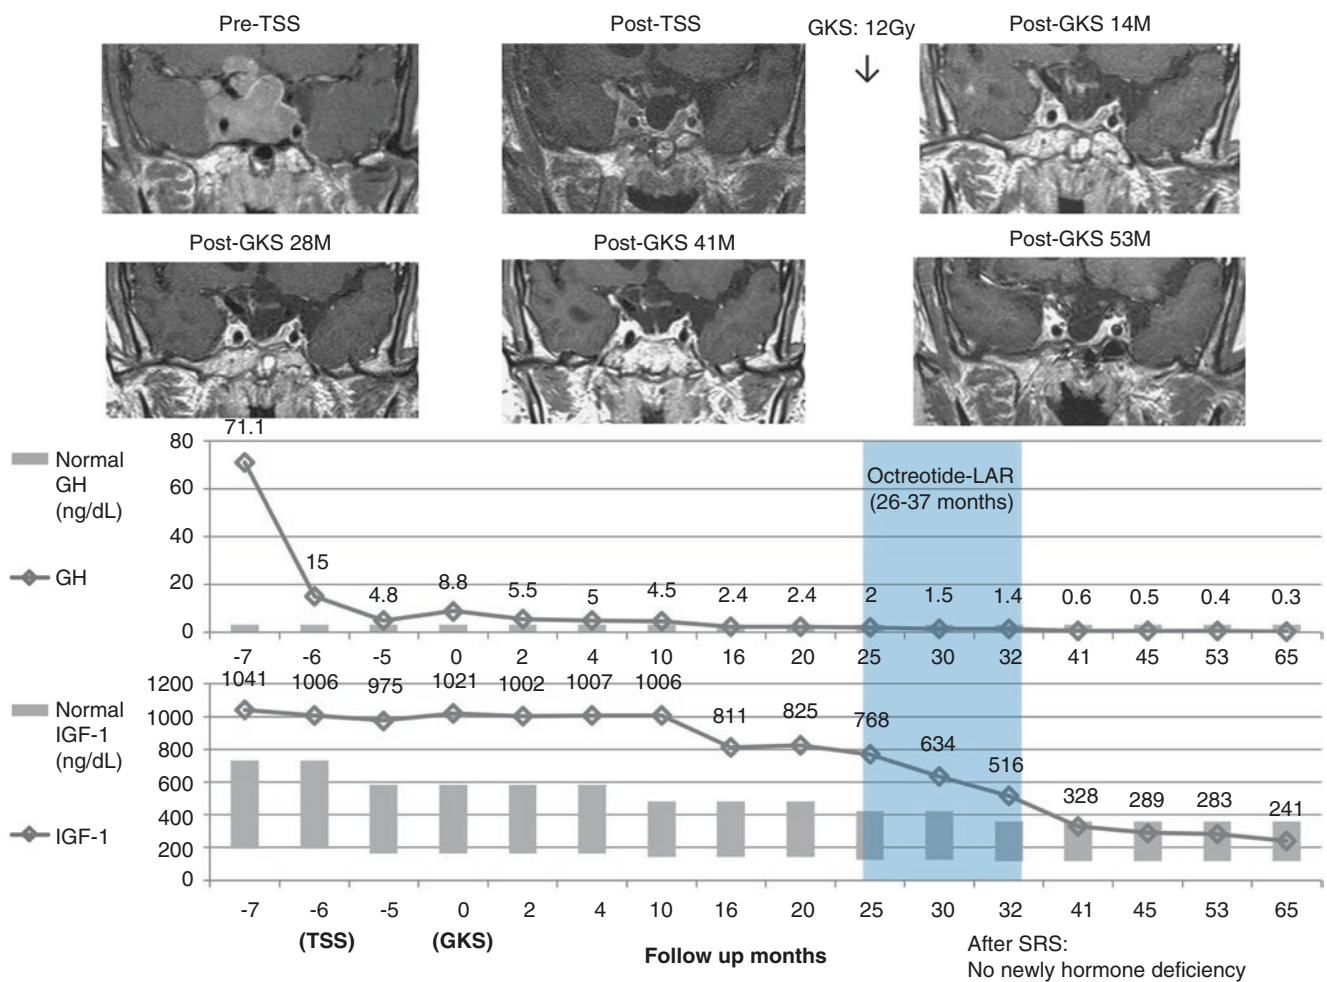 Pre-TSS
Post-TSS
GKS: 12Gy
Post-GKS 14M
Post-GKS 28M
Post-GKS 41M
Post-GKS 53M
Normal
GH
(ng/dL)
GH
80
60
40
20
0
71.1
15
4.8
8.8
5.5
5
4.5
2.4
2.4
2
1.5
1.4
0.6
0.5
0.4
0.3
Octreotide-LAR
(26-37 months)
-7 -6 -5 0 2 4 10 16 20 25 30 32 41 45 53 65
Normal
IGF-1
(ng/dL)
IGF-1
1200
1000
800
600
400
200
0
1041
1006
975
1021
1002
1007
1006
811
825
768
634
516
328
289
283
241
-7 -6 -5 0 2 4 10 16 20 25 30 32 41 45 53 65
(TSS)
(GKS)
Follow up months
After SRS:
No newly hormone deficiency